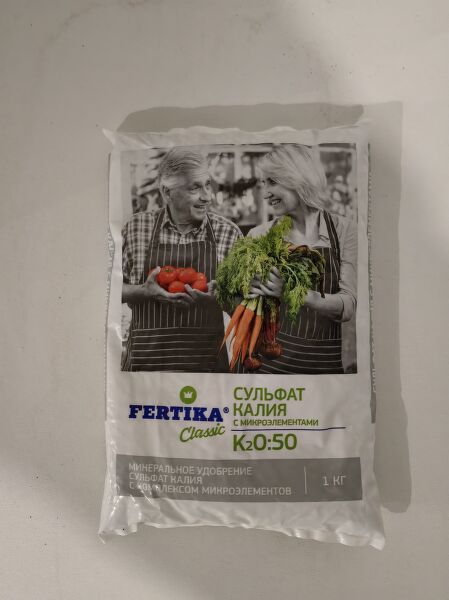 FERTIKA®
Classic
СУЛЬФАТ
КАЛИЯ
С МИКРОЭЛЕМЕНТАМИ
K₂O:50
МИНЕРАЛЬНОЕ УДОБРЕНИЕ
СУЛЬФАТ КАЛИЯ
С КОМПЛЕКСОМ МИКРОЭЛЕМЕНТОВ
1 КГ